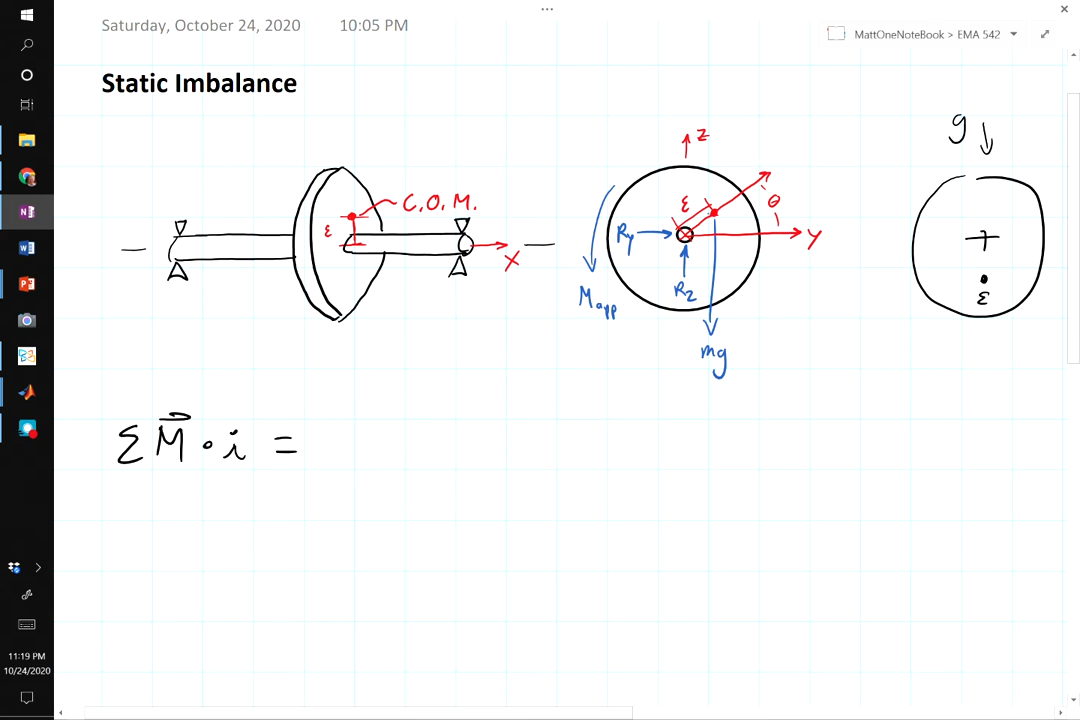 Saturday, October 24, 2020 10:05 PM
MattOneNoteBook > EMA 542
Static Imbalance
C.O.M.
ε
X
Z
ε
θ
Ry
Y
Rz
Mapp
mg
g
ε
ΣM⃗ • i =
11:19 PM
10/24/2020